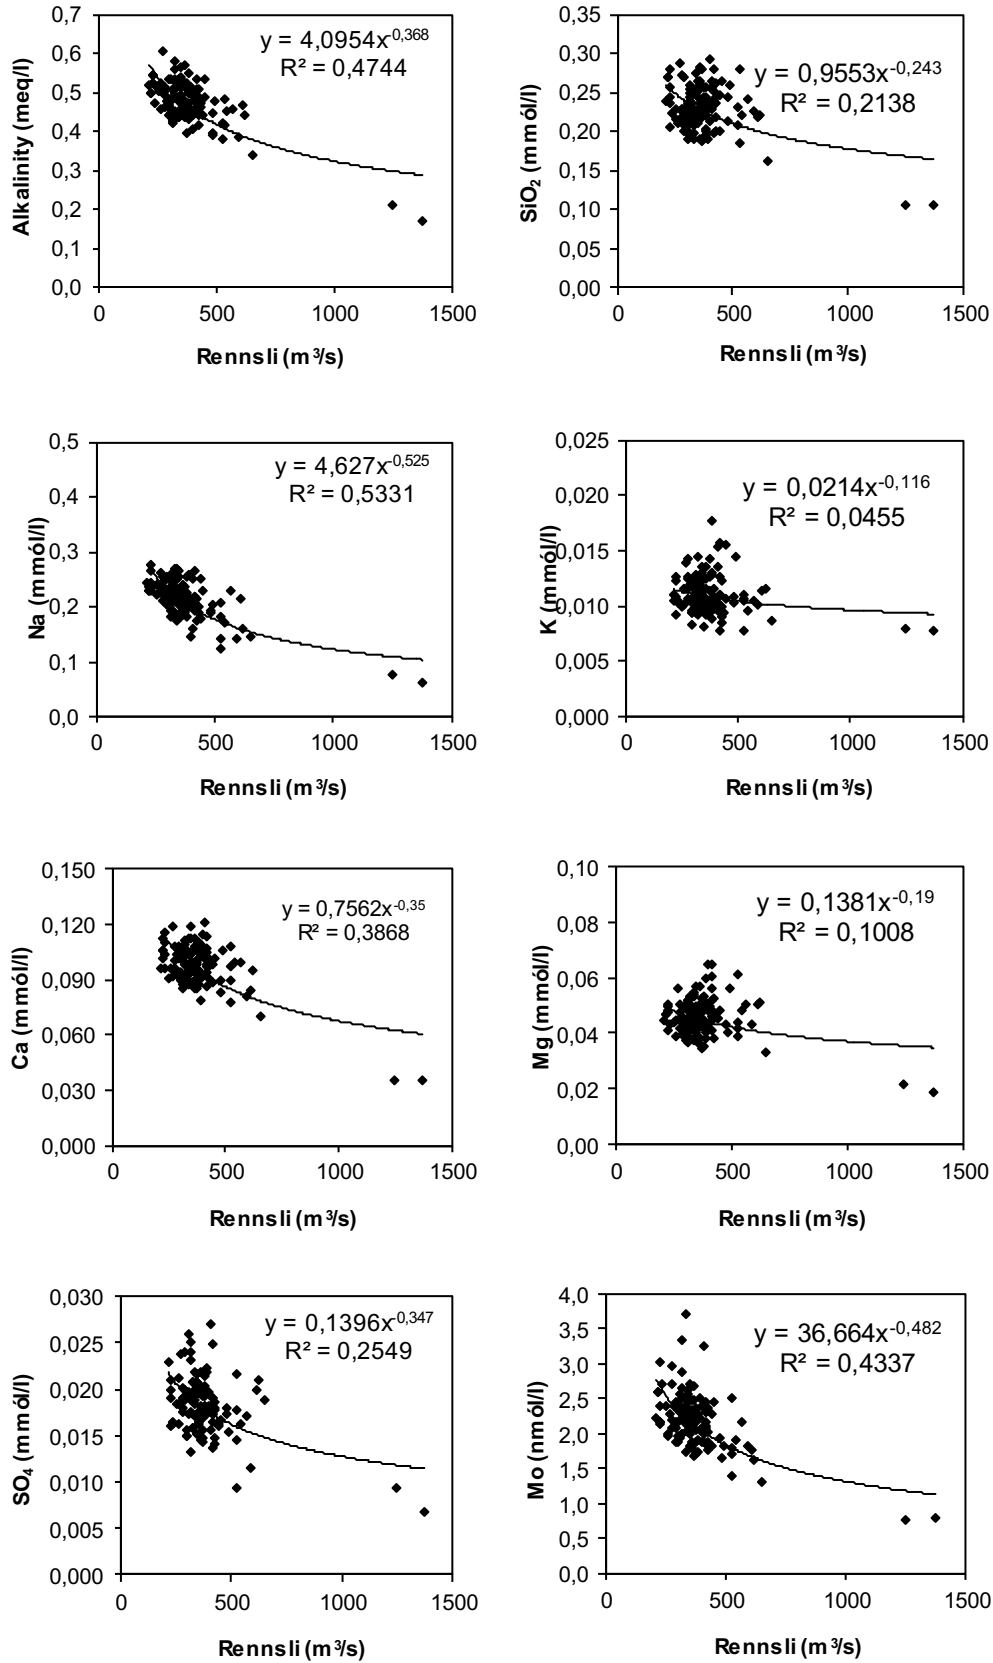 Alkalinity (meq/l)
0,7
0,6
0,5
0,4
0,3
0,2
0,1
0,0
y = 4,0954x^-0,368
R² = 0,4744
0 500 1000 1500
Rennsli (m³/s)
SiO₂ (mmól/l)
0,35
0,30
0,25
0,20
0,15
0,10
0,05
0,00
y = 0,9553x^-0,243
R² = 0,2138
0 500 1000 1500
Rennsli (m³/s)
Na (mmól/l)
0,5
0,4
0,3
0,2
0,1
0,0
y = 4,627x^-0,525
R² = 0,5331
0 500 1000 1500
Rennsli (m³/s)
K (mmól/l)
0,025
0,020
0,015
0,010
0,005
0,000
y = 0,0214x^-0,116
R² = 0,0455
0 500 1000 1500
Rennsli (m³/s)
Ca (mmól/l)
0,150
0,120
0,090
0,060
0,030
0,000
y = 0,7562x^-0,35
R² = 0,3868
0 500 1000 1500
Rennsli (m³/s)
Mg (mmól/l)
0,10
0,08
0,06
0,04
0,02
0,00
y = 0,1381x^-0,19
R² = 0,1008
0 500 1000 1500
Rennsli (m³/s)
SO₄ (mmól/l)
0,030
0,025
0,020
0,015
0,010
0,005
0,000
y = 0,1396x^-0,347
R² = 0,2549
0 500 1000 1500
Rennsli (m³/s)
Mo (nmól/l)
4,0
3,5
3,0
2,5
2,0
1,5
1,0
0,5
0,0
y = 36,664x^-0,482
R² = 0,4337
0 500 1000 1500
Rennsli (m³/s)